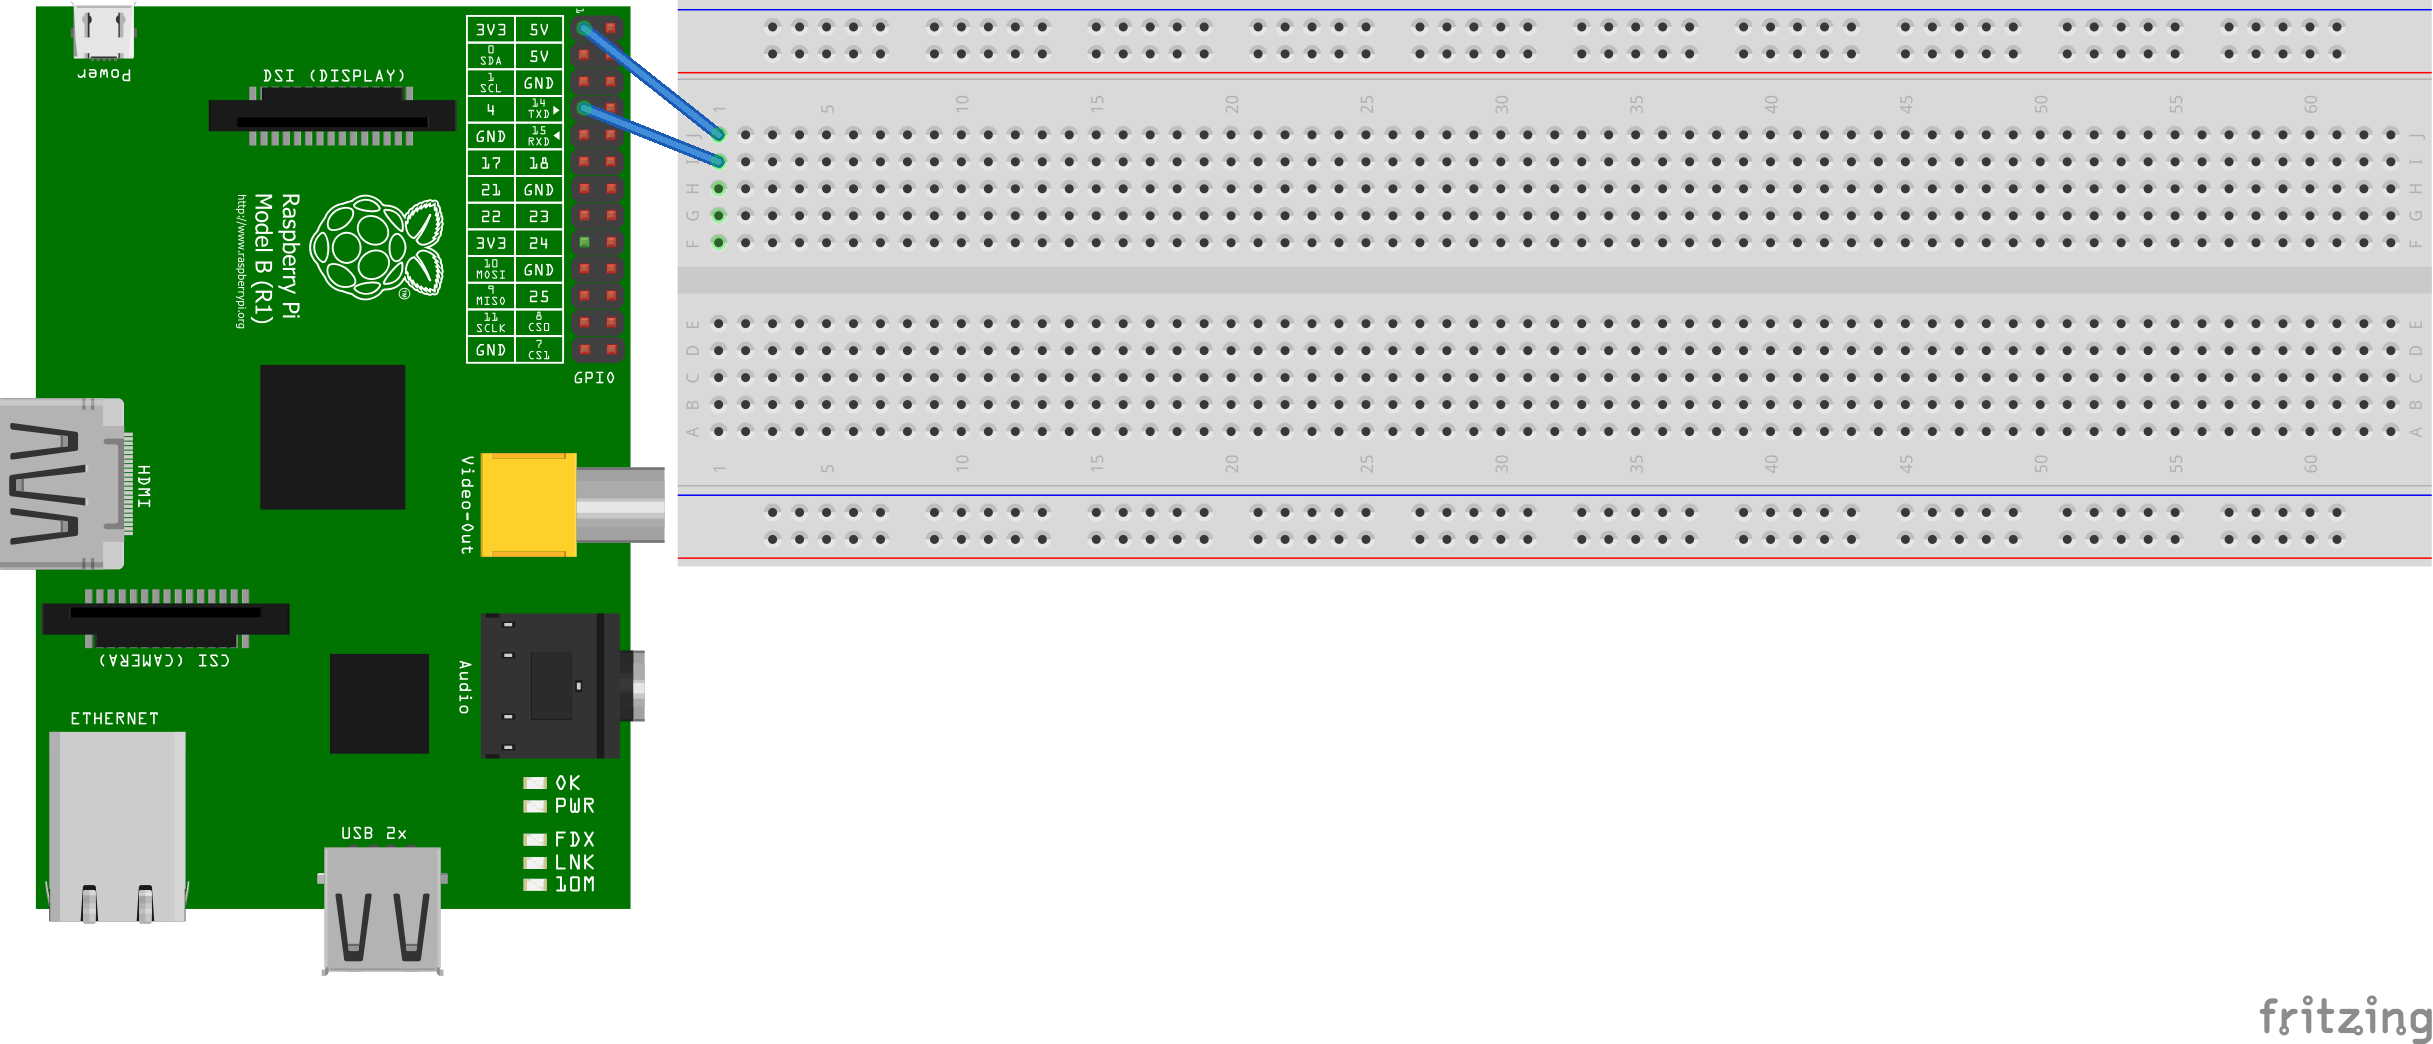 Power
DSI (DISPLAY)
1
3V3 5V
0 SDA 5V
1 SCL GND
4 14 TXD
GND 15 RXD
17 18
21 GND
22 23
3V3 24
10 MOSI GND
9 MISO 25
11 SCLK 8 CS0
GND 7 CS1
GPIO
Raspberry Pi
Model B (R1)
http://www.raspberrypi.org
TM
HDMI
Video-Out
CSI (CAMERA)
Audio
ETHERNET
USB 2x
OK
PWR
FDX
LNK
10M
1 5 10 15 20 25 30 35 40 45 50 55 60
J J
I I
H H
G G
F F
E E
D D
C C
B B
A A
1 5 10 15 20 25 30 35 40 45 50 55 60
fritzing